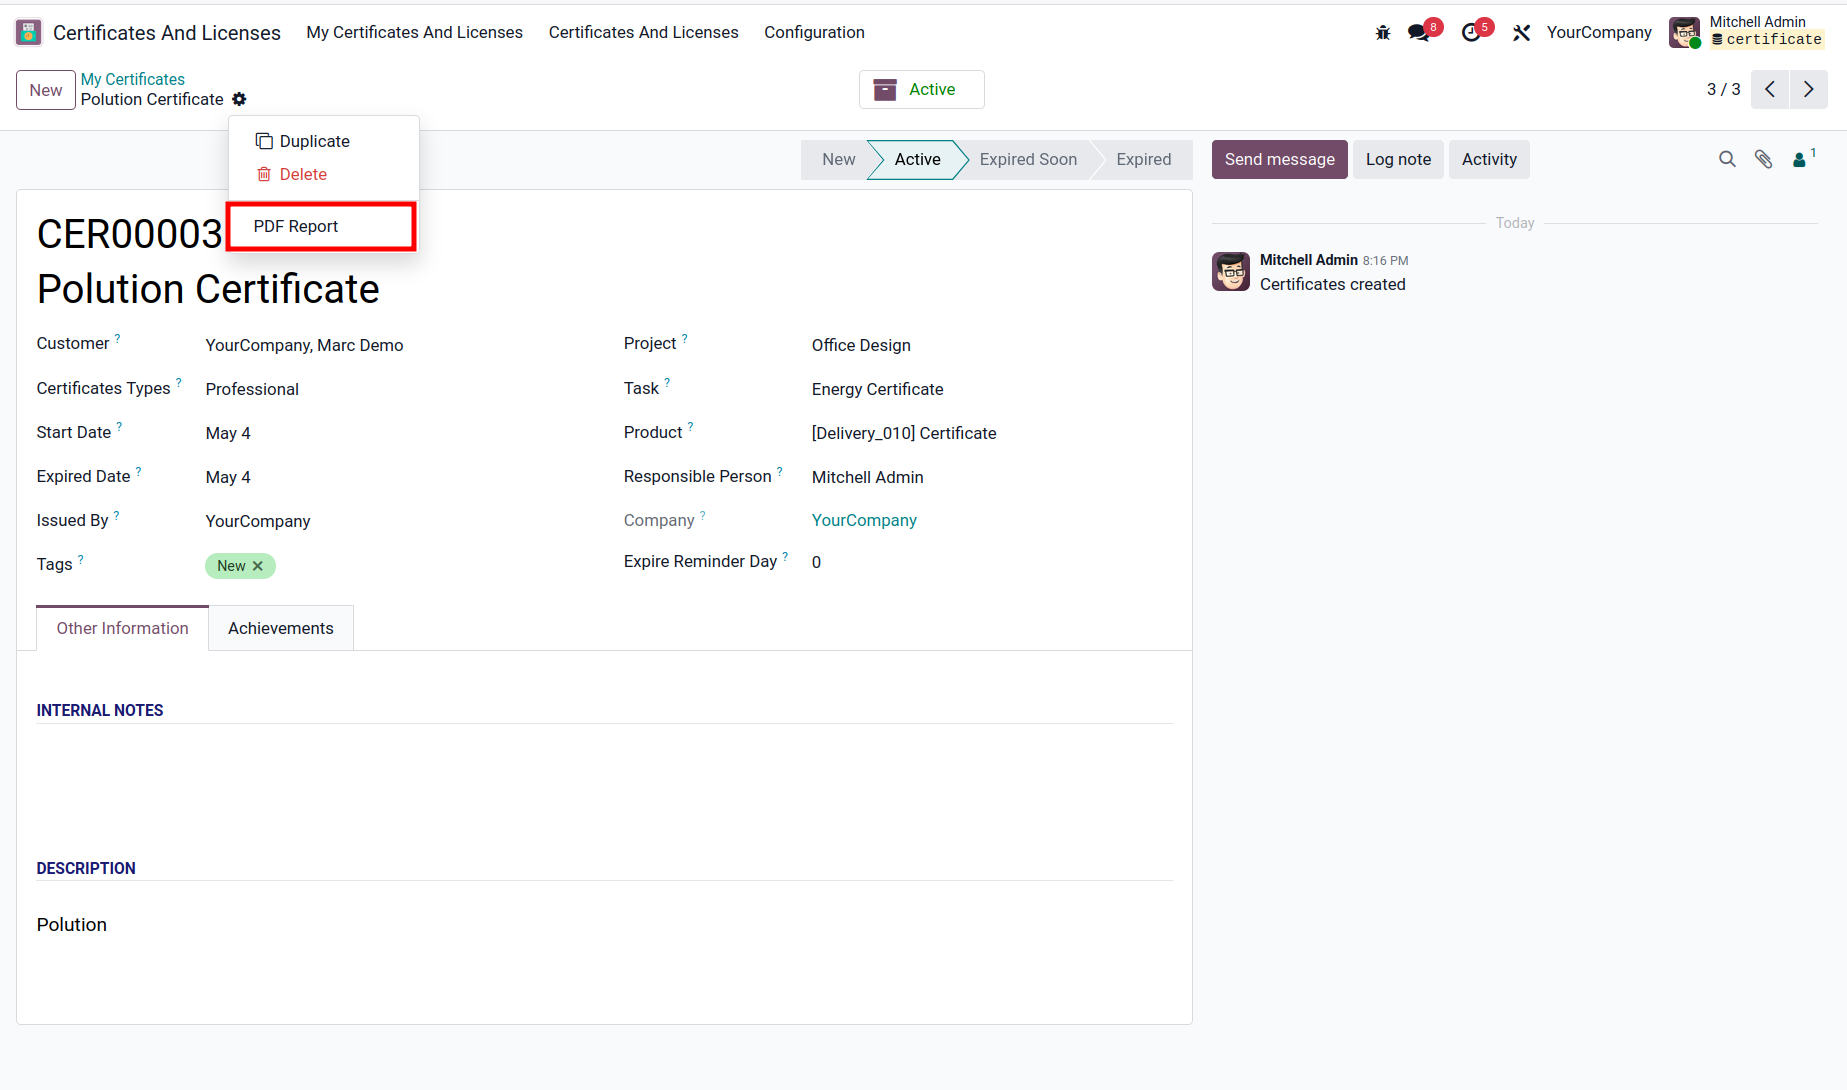 Certificates And Licenses
My Certificates And Licenses
Certificates And Licenses
Configuration
8
5
YourCompany
Mitchell Admin
certificate
New
My Certificates
Polution Certificate
Active
3 / 3
Duplicate
Delete
PDF Report
New
Active
Expired Soon
Expired
Send message
Log note
Activity
1
CER00003
Polution Certificate
Customer ?
YourCompany, Marc Demo
Certificates Types ?
Professional
Start Date ?
May 4
Expired Date ?
May 4
Issued By ?
YourCompany
Tags ?
New ✕
Project ?
Office Design
Task ?
Energy Certificate
Product ?
[Delivery_010] Certificate
Responsible Person ?
Mitchell Admin
Company ?
YourCompany
Expire Reminder Day ?
0
Other Information
Achievements
INTERNAL NOTES
DESCRIPTION
Polution
Today
Mitchell Admin 8:16 PM
Certificates created